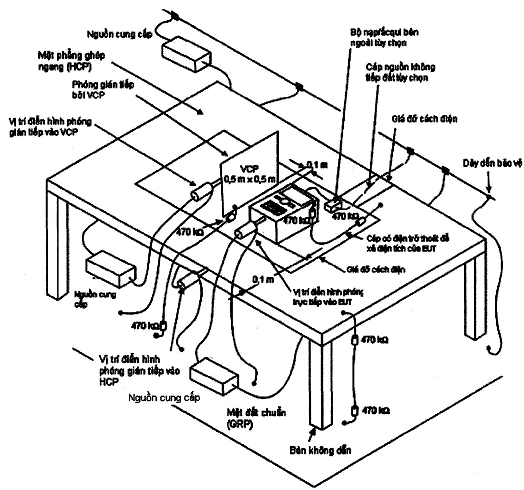 Nguồn cung cấp
Bộ nạp/ắcqui bên
ngoài tùy chọn
Mặt phẳng ghép
ngang (HCP)
Cáp nguồn không
tiếp đất tùy chọn
Phóng gián tiếp
bởi VCP
Giá đỡ cách điện
Vị trí điển hình phóng
gián tiếp vào VCP
Dây dẫn bảo vệ
VCP
0,5 m x 0,5 m
0,1 m
470 kΩ
470 kΩ
470 kΩ
Cáp có điện trở thoát để
xả điện tích của EUT
Giá đỡ cách điện
0,1 m
Vị trí điển hình phóng
trực tiếp vào EUT
Nguồn cung cấp
470 kΩ
470 kΩ
Vị trí điển hình
phóng gián tiếp vào
HCP
Nguồn cung cấp
Mặt đất chuẩn
(GRP)
470 kΩ
Bàn không dẫn